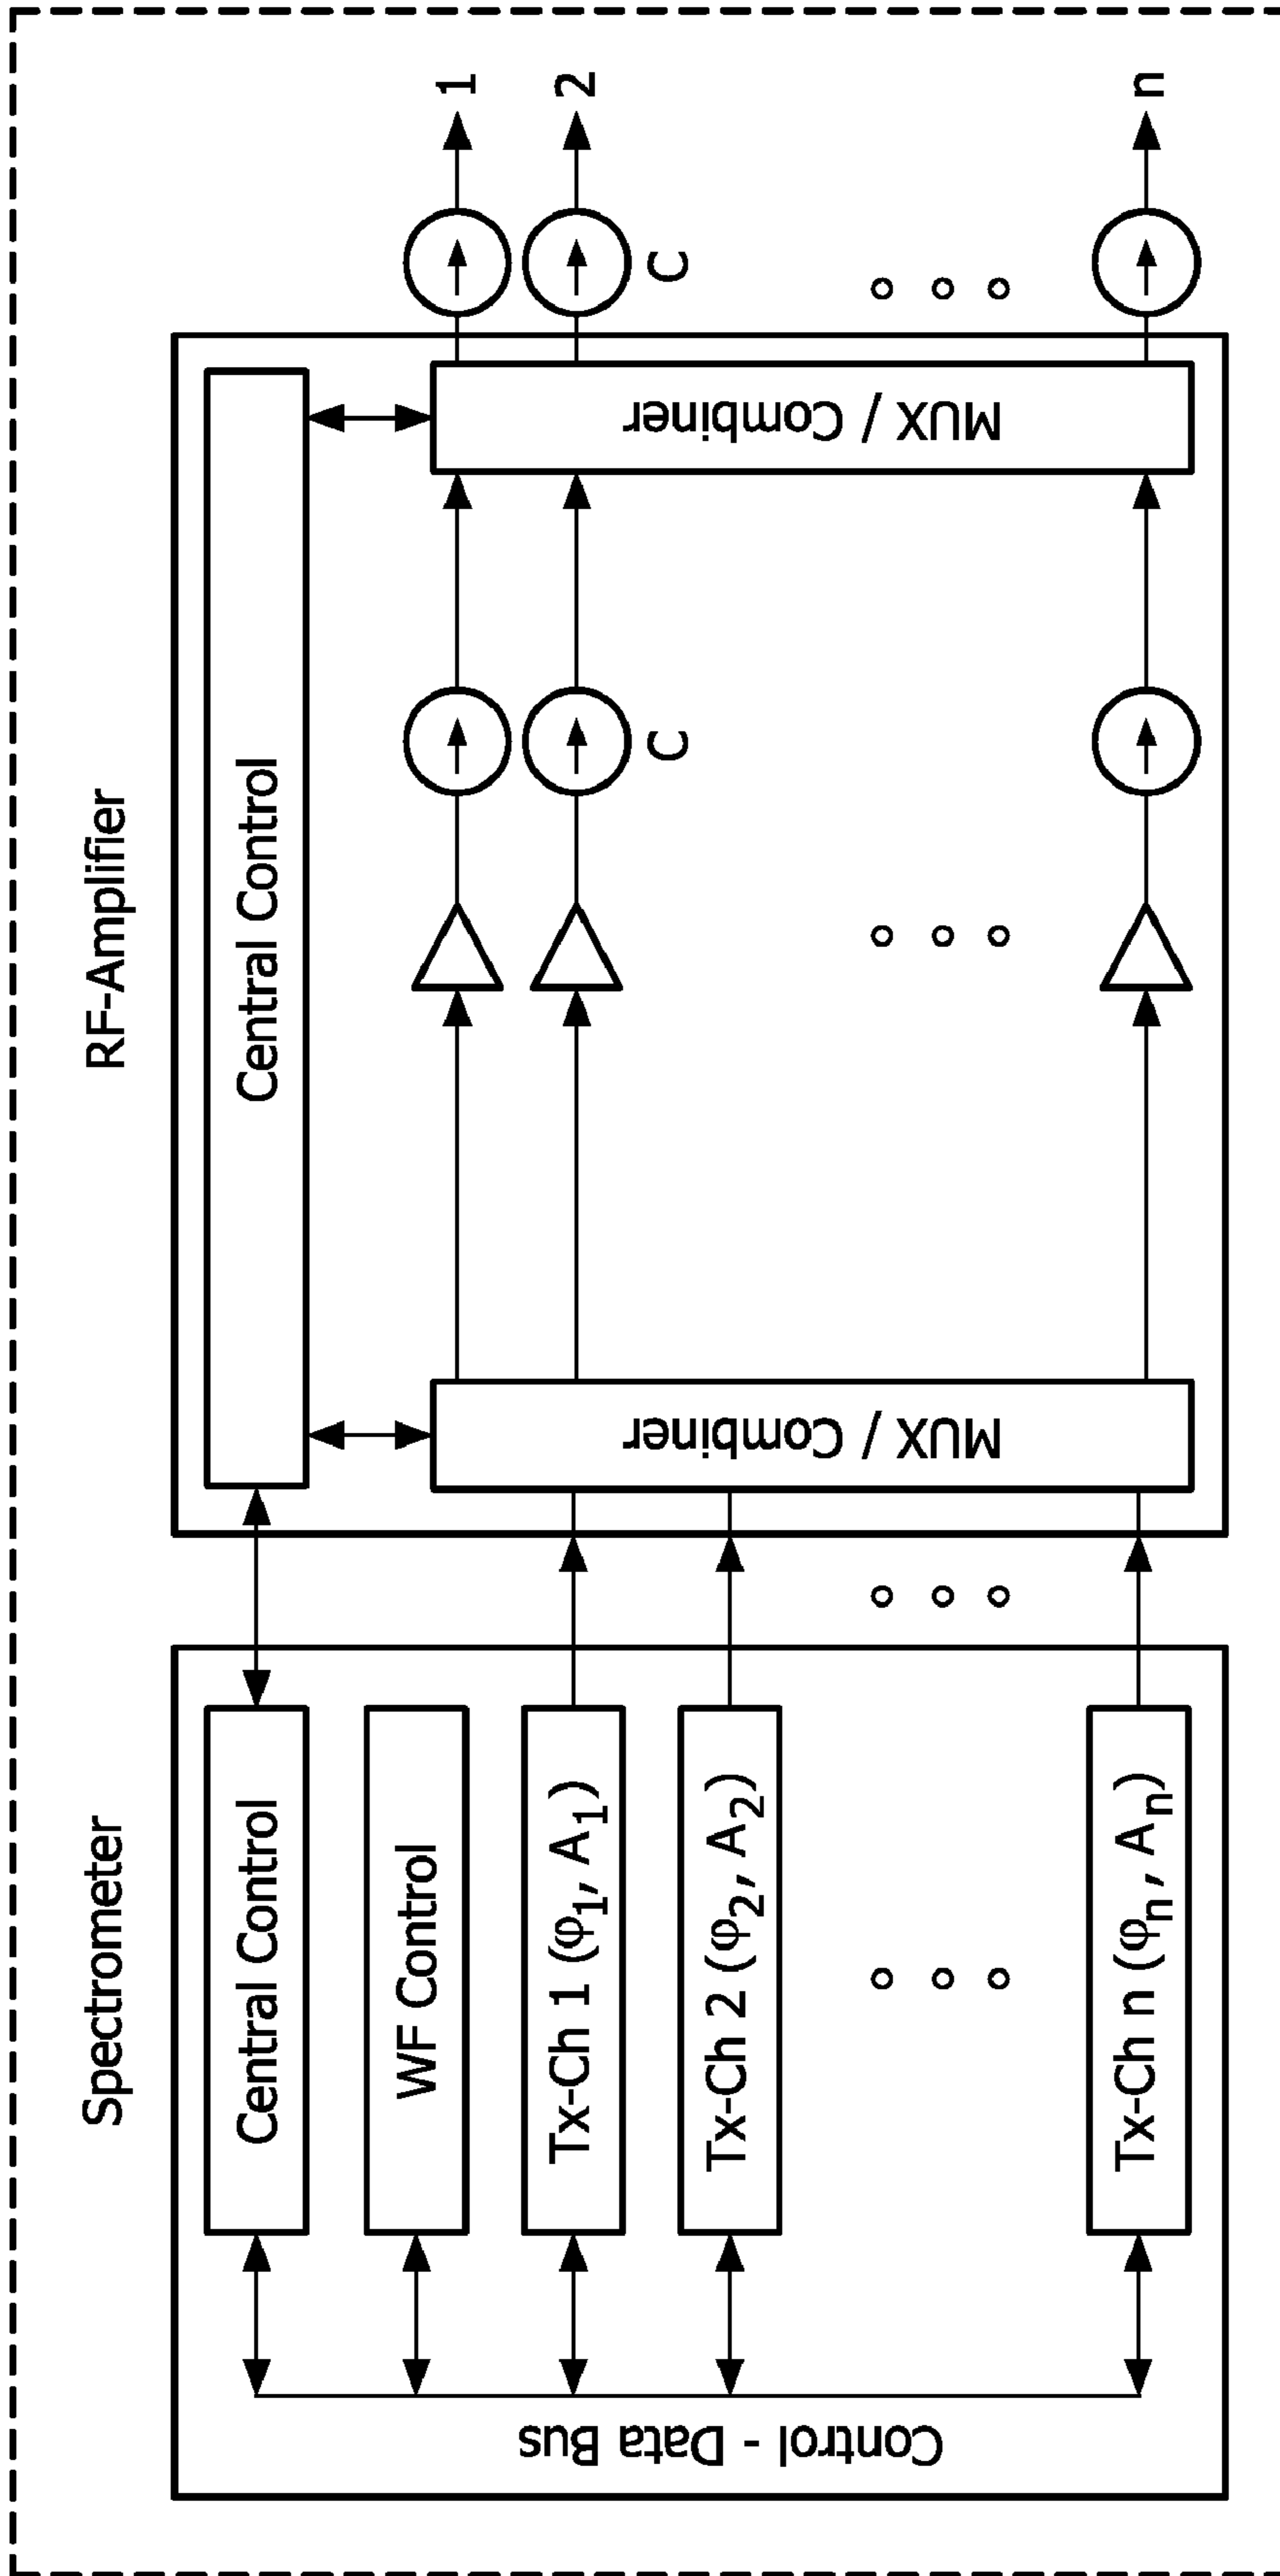 Spectrometer
RF-Amplifier
Control - Data Bus
Central Control
WF Control
Tx-Ch 1 (φ1, A1)
Tx-Ch 2 (φ2, A2)
Tx-Ch n (φn, An)
Central Control
MUX / Combiner
C
MUX / Combiner
C
1
2
n